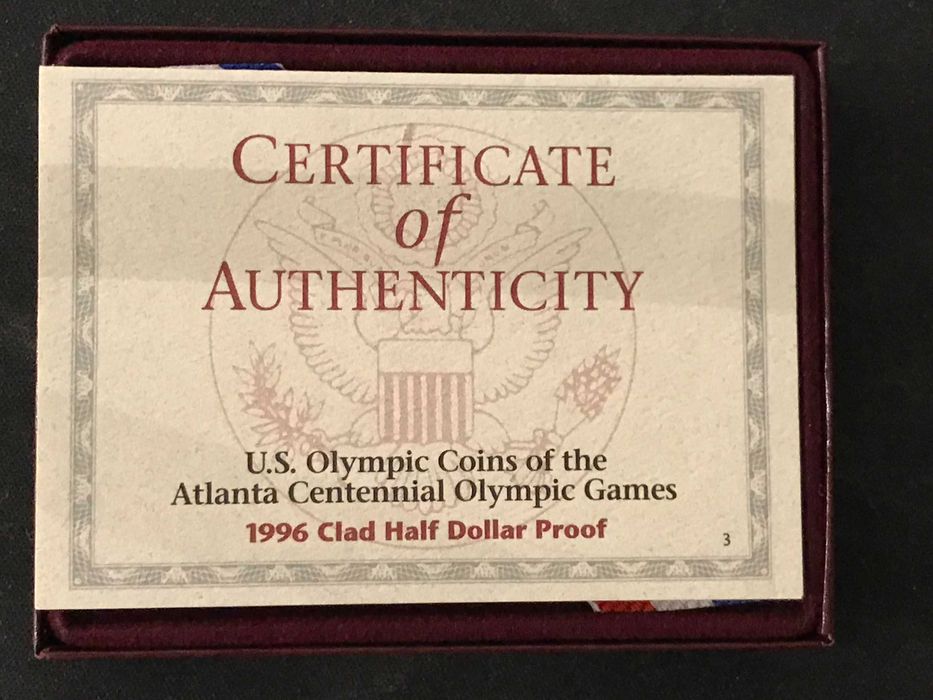 CERTIFICATE
of
AUTHENTICITY
U.S. Olympic Coins of the
Atlanta Centennial Olympic Games
1996 Clad Half Dollar Proof
3